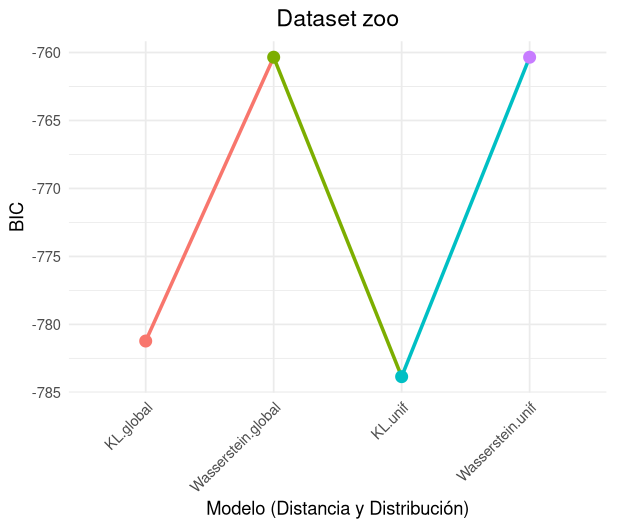 Dataset zoo
BIC
-760
-765
-770
-775
-780
-785
KL.global
Wasserstein.global
KL.unif
Wasserstein.unif
Modelo (Distancia y Distribución)